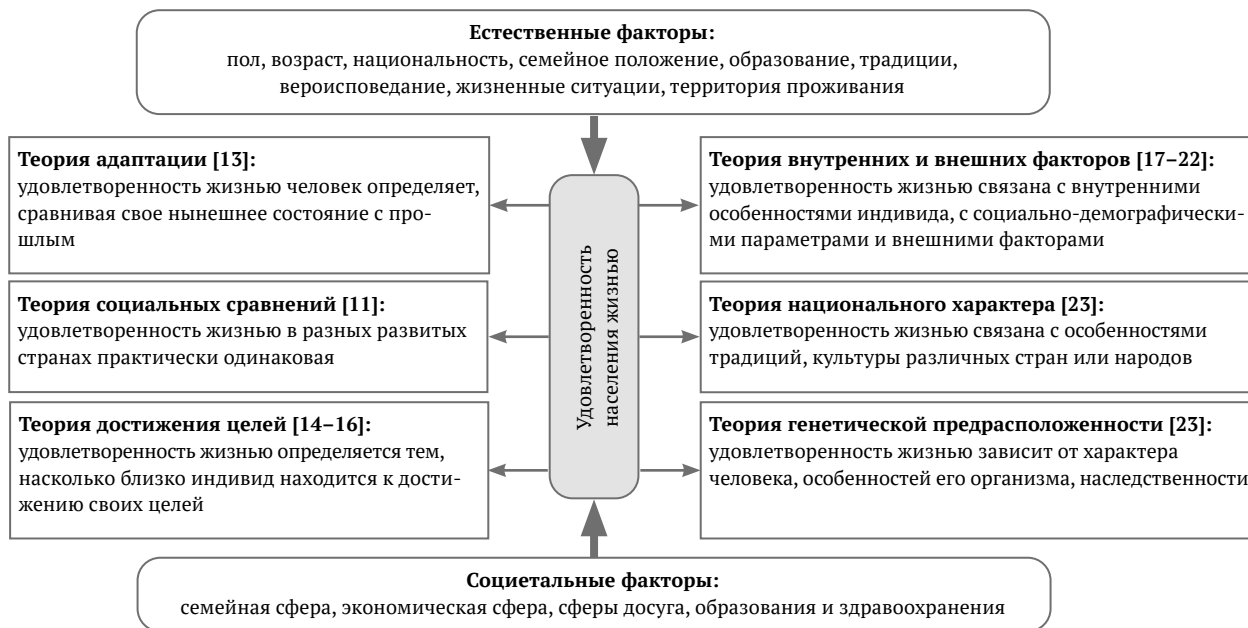 Естественные факторы:
пол, возраст, национальность, семейное положение, образование, традиции,
вероисповедание, жизненные ситуации, территория проживания
Теория адаптации [13]:
удовлетворенность жизнью человек определяет,
сравнивая свое нынешнее состояние с про-
шлым
Теория социальных сравнений [11]:
удовлетворенность жизнью в разных развитых
странах практически одинаковая
Теория достижения целей [14–16]:
удовлетворенность жизнью определяется тем,
насколько близко индивид находится к дости-
жению своих целей
Удовлетворенность
населения жизнью
Теория внутренних и внешних факторов [17–22]:
удовлетворенность жизнью связана с внутренними
особенностями индивида, с социально-демографически-
ми параметрами и внешними факторами
Теория национального характера [23]:
удовлетворенность жизнью связана с особенностями
традиций, культуры различных стран или народов
Теория генетической предрасположенности [23]:
удовлетворенность жизнью зависит от характера
человека, особенностей его организма, наследственности
Социетальные факторы:
семейная сфера, экономическая сфера, сферы досуга, образования и здравоохранения